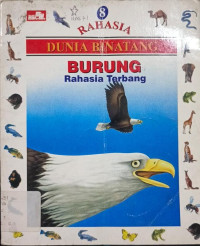 8
RAHASIA
DUNIA BINATANG
BURUNG
Rahasia Terbang